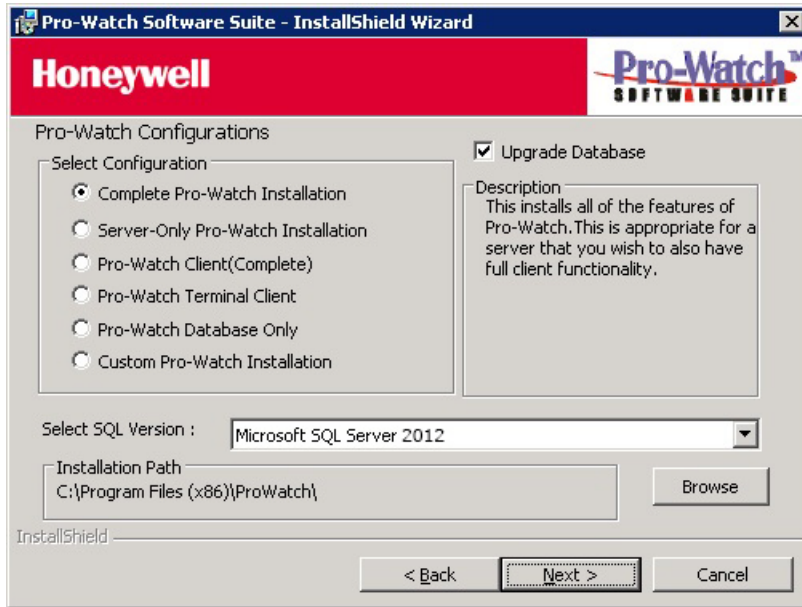 Pro-Watch Software Suite - InstallShield Wizard
Honeywell
Pro-Watch™
SOFTWARE SUITE
Pro-Watch Configurations
Select Configuration
Complete Pro-Watch Installation
Server-Only Pro-Watch Installation
Pro-Watch Client(Complete)
Pro-Watch Terminal Client
Pro-Watch Database Only
Custom Pro-Watch Installation
Upgrade Database
Description
This installs all of the features of
Pro-Watch.This is appropriate for a
server that you wish to also have
full client functionality.
Select SQL Version :
Microsoft SQL Server 2012
Installation Path
C:\Program Files (x86)\ProWatch\
Browse
InstallShield
< Back
Next >
Cancel